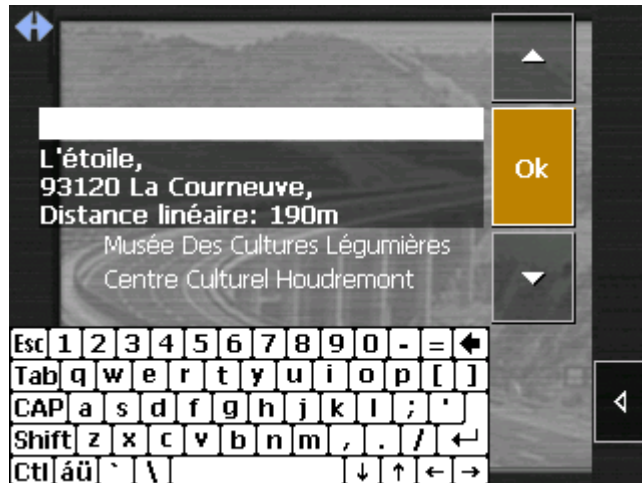 L'étoile,
93120 La Courneuve,
Distance linéaire: 190m
Ok
Musée Des Cultures Légumières
Centre Culturel Houdremont
Esc 1 2 3 4 5 6 7 8 9 0 - =
Tab q w e r t y u i o p [ ]
CAP a s d f g h j k l ; '
Shift z x c v b n m , . /
Ctl áü ` \